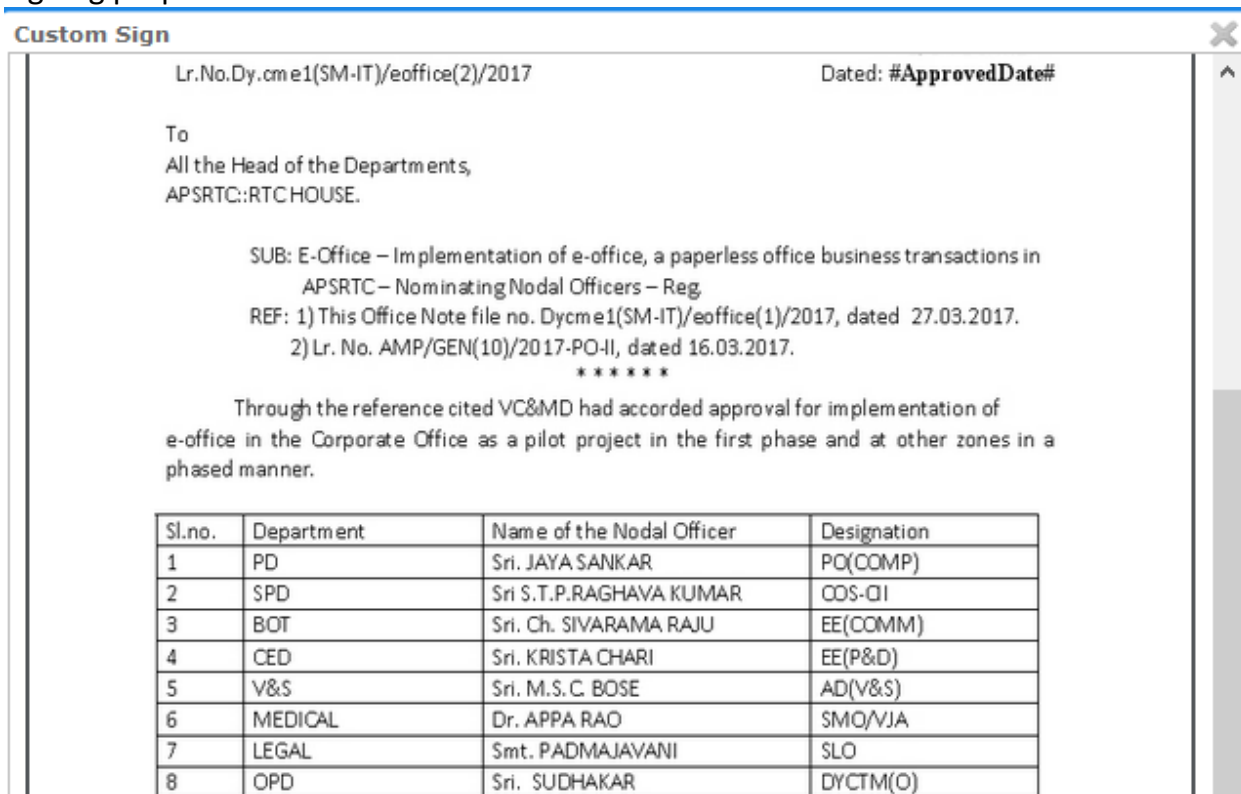 Custom Sign
Lr.No.Dy.cme1(SM-IT)/eoffice(2)/2017 Dated: #ApprovedDate#
To
All the Head of the Departments,
APSRTC::RTC HOUSE.
SUB: E-Office – Implementation of e-office, a paperless office business transactions in
APSRTC – Nominating Nodal Officers – Reg.
REF: 1) This Office Note file no. Dycme1(SM-IT)/eoffice(1)/2017, dated 27.03.2017.
2) Lr. No. AMP/GEN(10)/2017-PO-II, dated 16.03.2017.
* * * * * *
Through the reference cited VC&MD had accorded approval for implementation of
e-office in the Corporate Office as a pilot project in the first phase and at other zones in a
phased manner.
Sl.no. Department Name of the Nodal Officer Designation
1 PD Sri. JAYA SANKAR PO(COMP)
2 SPD Sri S.T.P.RAGHAVA KUMAR COS-CII
3 BOT Sri. Ch. SIVARAMA RAJU EE(COMM)
4 CED Sri. KRISTA CHARI EE(P&D)
5 V&S Sri. M.S.C. BOSE AD(V&S)
6 MEDICAL Dr. APPA RAO SMO/VJA
7 LEGAL Smt. PADMAJAVANI SLO
8 OPD Sri. SUDHAKAR DYCTM(O)